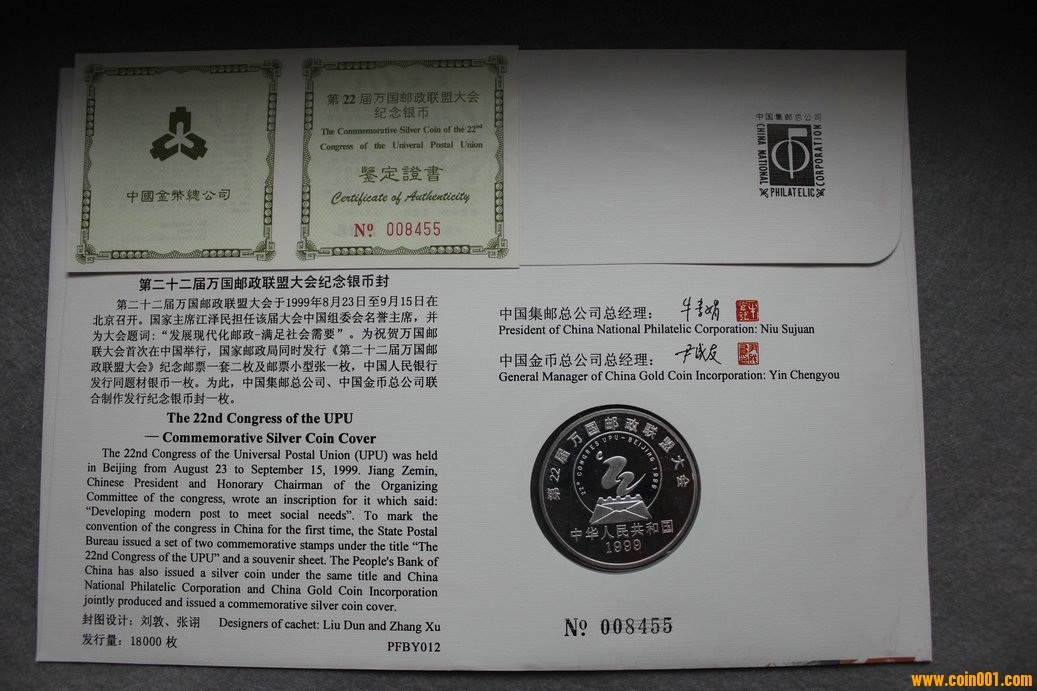 中國金幣總公司
第22届万国邮政联盟大会
纪念银币
The Commemorative Silver Coin of the 22nd
Congress of the Univeral Postal Union
鑒定證書
Certificate of Authenticity
Nº 008455
中国集邮总公司
CHINA NATIONAL
PHILATELIC
CORPORATION
第二十二届万国邮政联盟大会纪念银币封
第二十二届万国邮政联盟大会于1999年8月23日至9月15日在
北京召开。国家主席江泽民担任该届大会中国组委会名誉主席，并
为大会题词：“发展现代化邮政-满足社会需要”。为祝贺万国邮
联大会首次在中国举行，国家邮政局同时发行《第二十二届万国邮
政联盟大会》纪念邮票一套二枚及邮票小型张一枚，中国人民银行
发行同题材银币一枚。为此，中国集邮总公司、中国金币总公司联
合制作发行纪念银币封一枚。
The 22nd Congress of the UPU
— Commemorative Silver Coin Cover
The 22nd Congress of the Universal Postal Union (UPU) was held
in Beijing from August 23 to September 15, 1999. Jiang Zemin,
Chinese President and Honorary Chairman of the Organizing
Committee of the congress, wrote an inscription for it which said:
“Developing modern post to meet social needs”. To mark the
convention of the congress in China for the first time, the State Postal
Bureau issued a set of two commemorative stamps under the title “The
22nd Congress of the UPU” and a souvenir sheet. The People's Bank of
China has also issued a silver coin under the same title and China
National Philatelic Corporation and China Gold Coin Incorporation
jointly produced and issued a commemorative silver coin cover.
封图设计：刘敦、张诩 Designers of cachet: Liu Dun and Zhang Xu
发行量：18000 枚 PFBY012
中国集邮总公司总经理：
President of China National Philatelic Corporation: Niu Sujuan
中国金币总公司总经理：
General Manager of China Gold Coin Incorporation: Yin Chengyou
第22届万国邮政联盟大会
22º CONGRES UPU-BEIJING 1999
中华人民共和国
1999
Nº 008455
www.coin001.com